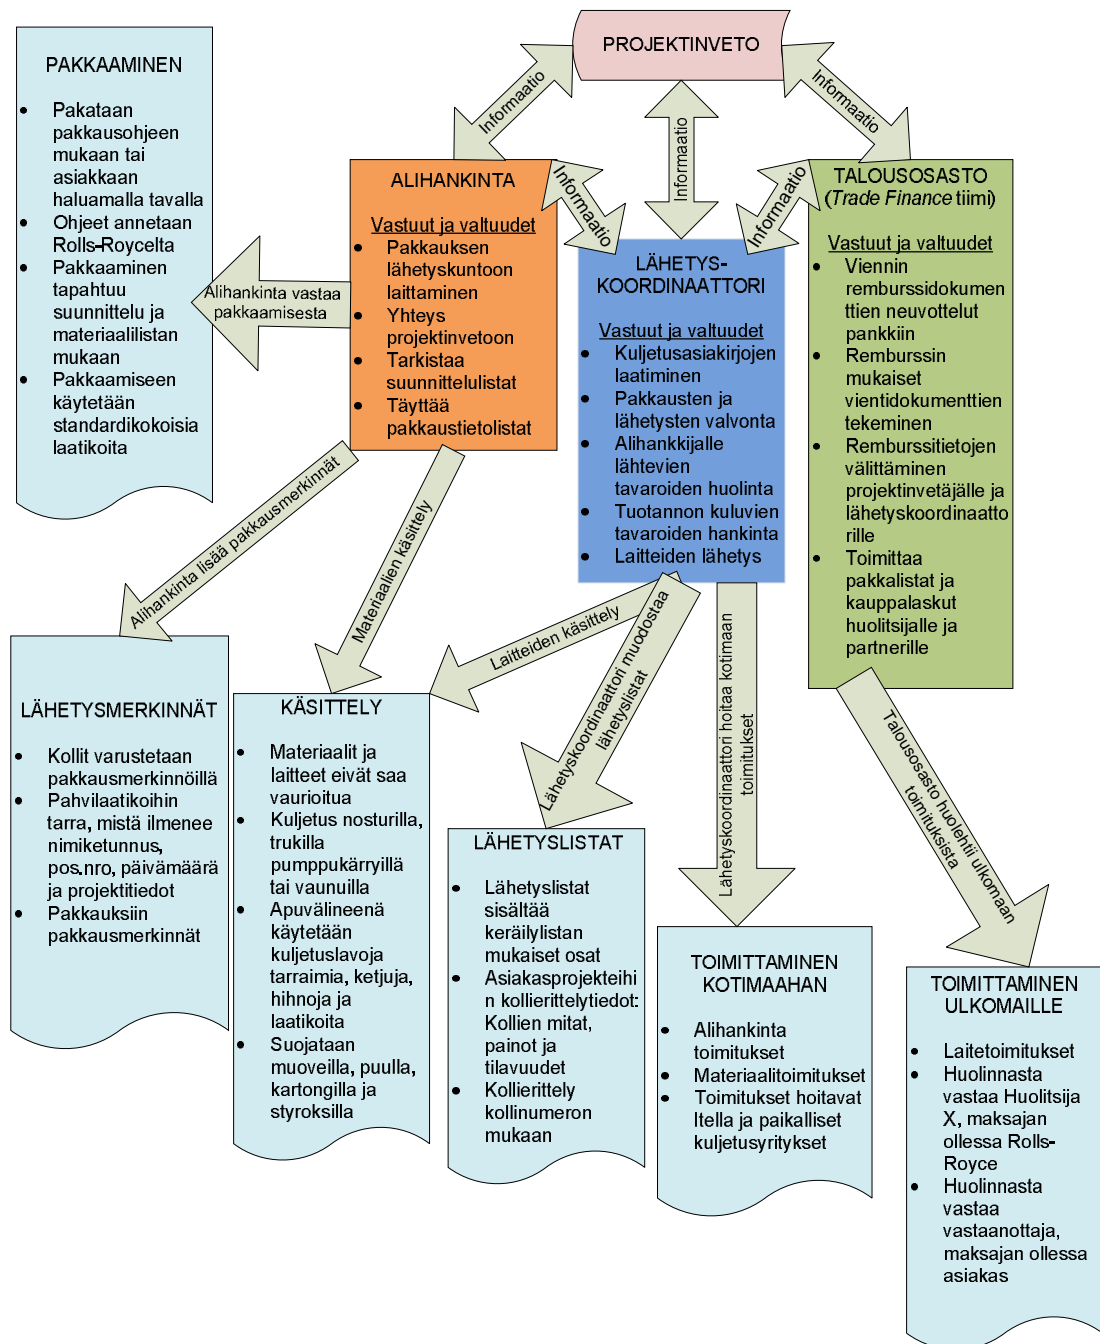 PROJEKTINVETO
Informaatio
Informaatio
Informaatio
Informaatio
Informaatio
PAKKAAMINEN
Pakataan
pakkausohjeen
mukaan tai
asiakkaan
haluamalla tavalla
Ohjeet annetaan
Rolls-Roycelta
Pakkaaminen
tapahtuu
suunnittelu ja
materiaalilistan
mukaan
Pakkaamiseen
käytetään
standardikokoisia
laatikoita
Alihankinta vastaa
pakkaamisesta
ALIHANKINTA
Vastuut ja valtuudet
Pakkauksen
lähetyskuntoon
laittaminen
Yhteys
projektinvetoon
Tarkistaa
suunnittelulistat
Täyttää
pakkaustietolistat
LÄHETYS-
KOORDINAATTORI
Vastuut ja valtuudet
Kuljetusasiakirjojen
laatiminen
Pakkausten ja
lähetysten valvonta
Alihankkijalle
lähtevien
tavaroiden huolinta
Tuotannon kuluvien
tavaroiden hankinta
Laitteiden lähetys
TALOUSOSASTO
(Trade Finance tiimi)
Vastuut ja valtuudet
Viennin
remburssidokumen
ttien neuvottelut
pankkiin
Remburssin
mukaiset
vientidokumenttien
tekeminen
Remburssitietojen
välittäminen
projektinvetäjälle ja
lähetyskoordinaatto
rille
Toimittaa
pakkalistat ja
kauppalaskut
huolitsijalle ja
partnerille
Alihankinta lisää pakkausmerkinnät
Materiaalien käsittely
Laitteiden käsittely
Lähetyskoordinaattori muodostaa
lähetyslistat
Lähetyskoordinaattori hoitaa kotimaan
toimitukset
Talousosasto huolehtii ulkomaan
toimituksista
LÄHETYSMERKINNÄT
Kollit varustetaan
pakkausmerkinnöillä
Pahvilaatikoihin
tarra, mistä ilmenee
nimiketunnus,
pos.nro, päivämäärä
ja projektitiedot
Pakkauksiin
pakkausmerkinnät
KÄSITTELY
Materiaalit ja
laitteet eivät saa
vaurioitua
Kuljetus nosturilla,
trukilla
pumppukärryillä
tai vaunuilla
Apuvälineenä
käytetään
kuljetuslavoja
tarraimia, ketjuja,
hihnoja ja
laatikoita
Suojataan
muoveilla, puulla,
kartongilla ja
styroksilla
LÄHETYSLISTAT
Lähetyslistat
sisältää
keräilylistan
mukaiset osat
Asiakasprojekteihi
n kollierittelytiedot:
Kollien mitat,
painot ja
tilavuudet
Kollierittely
kollinumeron
mukaan
TOIMITTAMINEN
KOTIMAAHAN
Alihankinta
toimitukset
Materiaalitoimitukset
Toimitukset hoitavat
Itella ja paikalliset
kuljetusyritykset
TOIMITTAMINEN
ULKOMAILLE
Laitetoimitukset
Huolinnasta
vastaa Huolitsija
X, maksajan
ollessa Rolls-
Royce
Huolinnasta
vastaa
vastaanottaja,
maksajan ollessa
asiakas